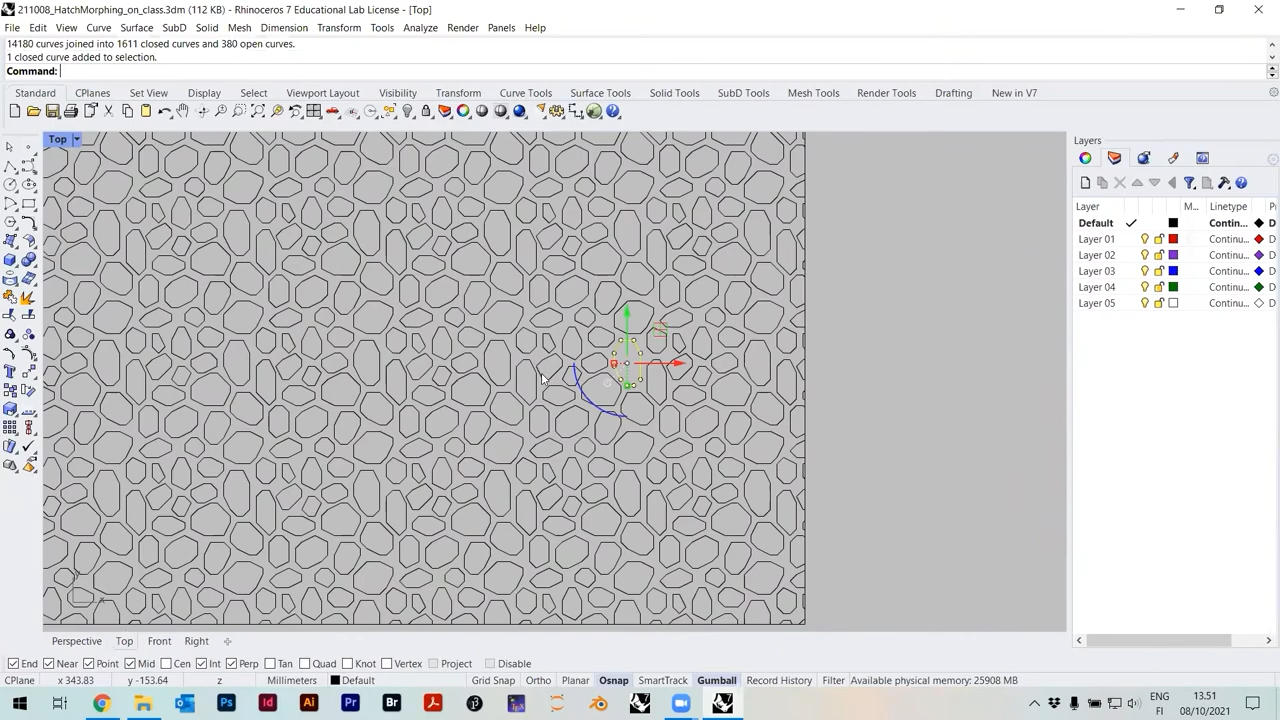 211008_HatchMorphing_on_class.3dm (112 KB) - Rhinoceros 7 Educational Lab License - [Top]
File Edit View Curve Surface SubD Solid Mesh Dimension Transform Tools Analyze Render Panels Help
14180 curves joined into 1611 closed curves and 380 open curves.
1 closed curve added to selection.
Command:
Standard CPlanes Set View Display Select Viewport Layout Visibility Transform Curve Tools Surface Tools Solid Tools SubD Tools Mesh Tools Render Tools Drafting New in V7
Top
Layers
Layer M... Linetype P
Default Contin... D
Layer 01 Continu... D
Layer 02 Continu... D
Layer 03 Continu... D
Layer 04 Continu... D
Layer 05 Continu... D
y
x
Perspective Top Front Right
End Near Point Mid Cen Int Perp Tan Quad Knot Vertex Project Disable
CPlane x 343.83 y -153.64 z Millimeters Default Grid Snap Ortho Planar Osnap SmartTrack Gumball Record History Filter Available physical memory: 25908 MB
Ps Id Ai Pr Br
ENG 13.51
FI 08/10/2021